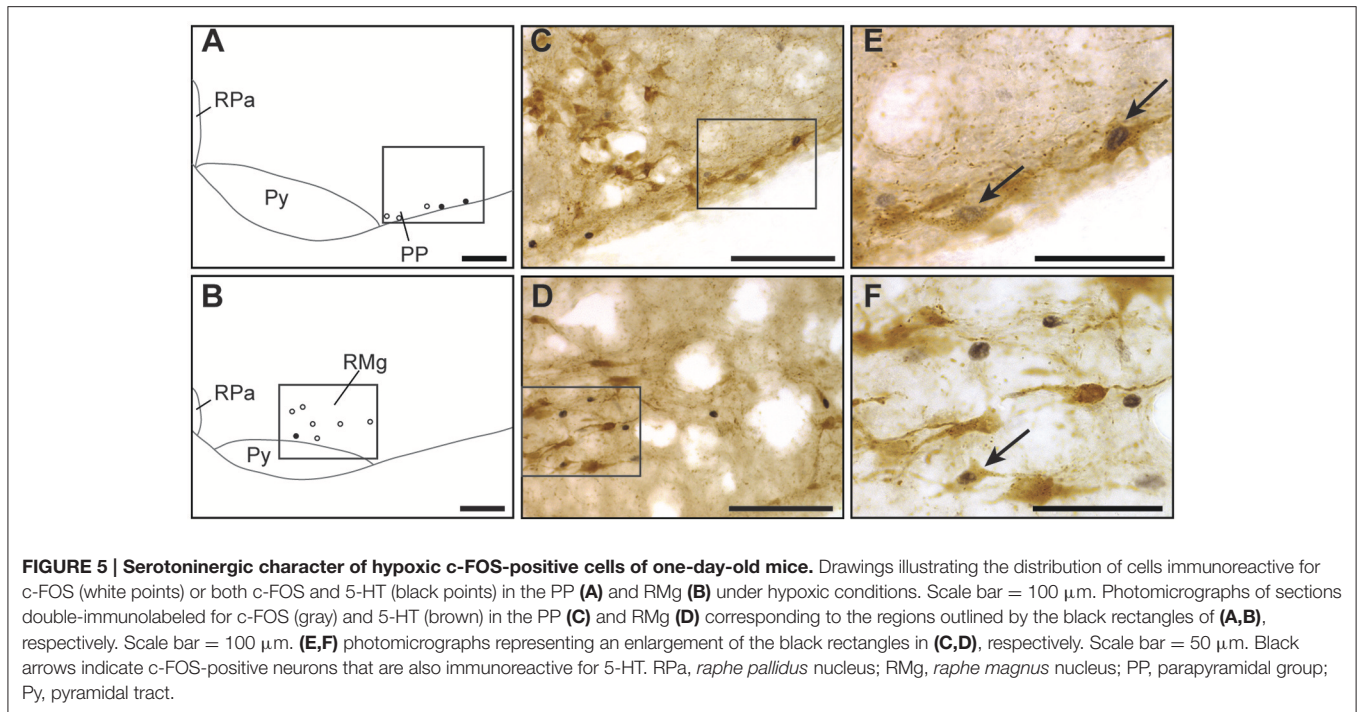 A
RPa
Py
PP
C
E
B
RMg
RPa
Py
D
F
FIGURE 5 | Serotoninergic character of hypoxic c-FOS-positive cells of one-day-old mice. Drawings illustrating the distribution of cells immunoreactive for
c-FOS (white points) or both c-FOS and 5-HT (black points) in the PP (A) and RMg (B) under hypoxic conditions. Scale bar = 100 μm. Photomicrographs of sections
double-immunolabeled for c-FOS (gray) and 5-HT (brown) in the PP (C) and RMg (D) corresponding to the regions outlined by the black rectangles of (A,B),
respectively. Scale bar = 100 μm. (E,F) photomicrographs representing an enlargement of the black rectangles in (C,D), respectively. Scale bar = 50 μm. Black
arrows indicate c-FOS-positive neurons that are also immunoreactive for 5-HT. RPa, raphe pallidus nucleus; RMg, raphe magnus nucleus; PP, parapyramidal group;
Py, pyramidal tract.